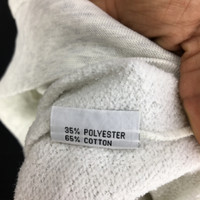 35% POLYESTER
65% COTTON